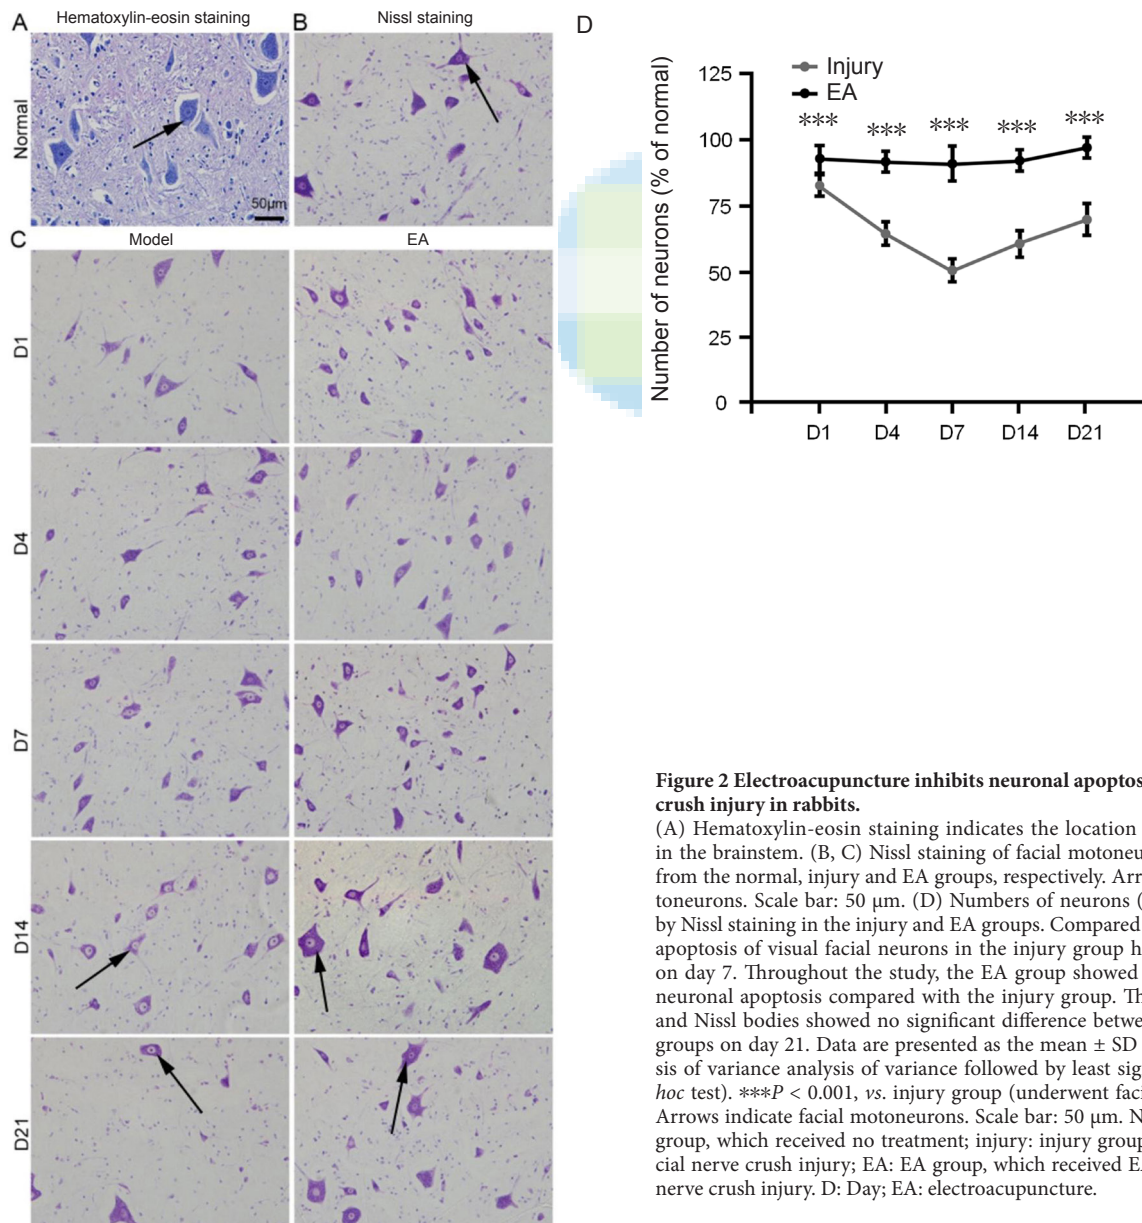 A Hematoxylin-eosin staining B Nissl staining
Normal
50μm
C Model EA
D1
D4
D7
D14
D21
D
Injury
EA
Number of neurons (% of normal)
125
100
75
50
25
0
*** *** *** *** ***
D1 D4 D7 D14 D21
Figure 2 Electroacupuncture inhibits neuronal apoptos
crush injury in rabbits.
(A) Hematoxylin-eosin staining indicates the location
in the brainstem. (B, C) Nissl staining of facial motoneu
from the normal, injury and EA groups, respectively. Arr
toneurons. Scale bar: 50 μm. (D) Numbers of neurons (
by Nissl staining in the injury and EA groups. Compared
apoptosis of visual facial neurons in the injury group h
on day 7. Throughout the study, the EA group showed
neuronal apoptosis compared with the injury group. Th
and Nissl bodies showed no significant difference betwe
groups on day 21. Data are presented as the mean ± SD
sis of variance analysis of variance followed by least sig
hoc test). ***P < 0.001, vs. injury group (underwent faci
Arrows indicate facial motoneurons. Scale bar: 50 μm. N
group, which received no treatment; injury: injury group
cial nerve crush injury; EA: EA group, which received EA
nerve crush injury. D: Day; EA: electroacupuncture.